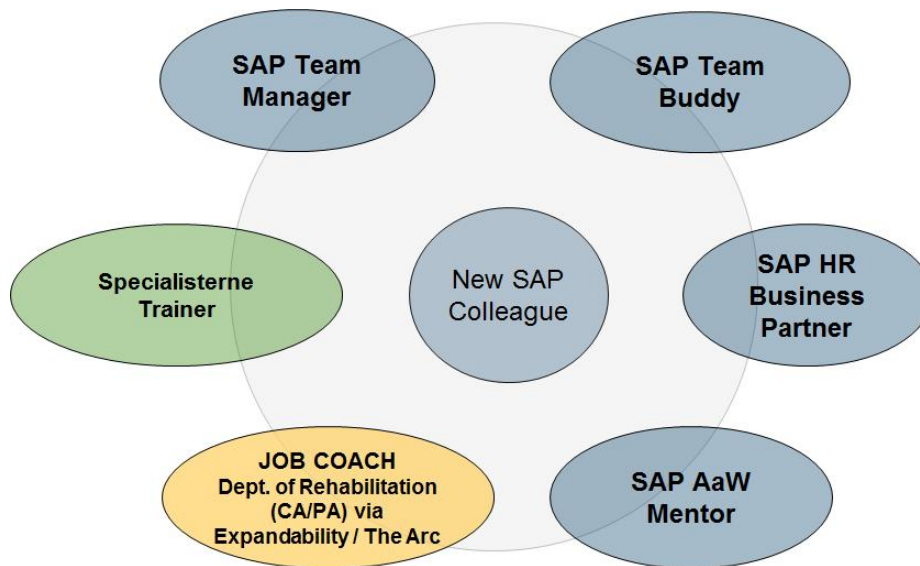 SAP Team
Manager
SAP Team
Buddy
Specialisterne
Trainer
New SAP
Colleague
SAP HR
Business
Partner
JOB COACH
Dept. of Rehabilitation
(CA/PA) via
Expandability / The Arc
SAP AaW
Mentor